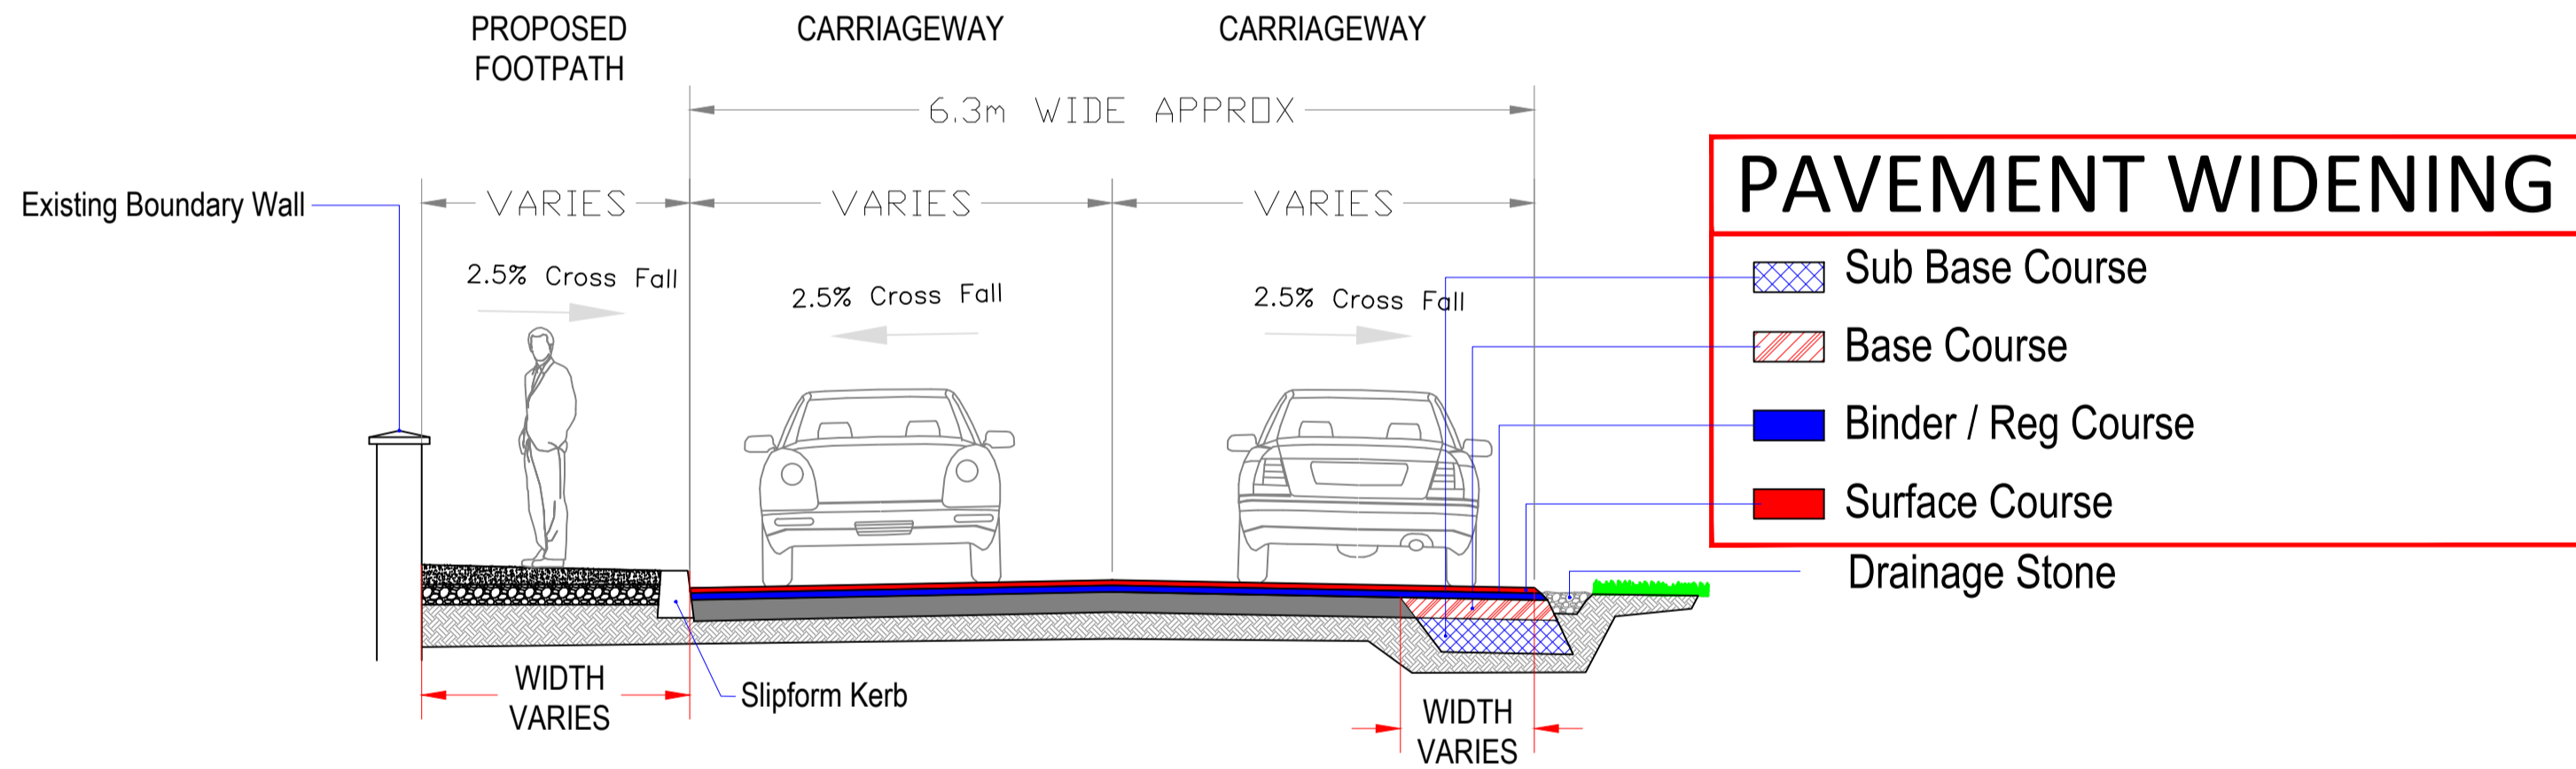 PROPOSED
FOOTPATH
CARRIAGEWAY
CARRIAGEWAY
6.3m WIDE APPROX
PAVEMENT WIDENING
Existing Boundary Wall
VARIES
VARIES
VARIES
2.5% Cross Fall
2.5% Cross Fall
2.5% Cross Fall
Sub Base Course
Base Course
Binder / Reg Course
Surface Course
Drainage Stone
WIDTH
VARIES
Slipform Kerb
WIDTH
VARIES